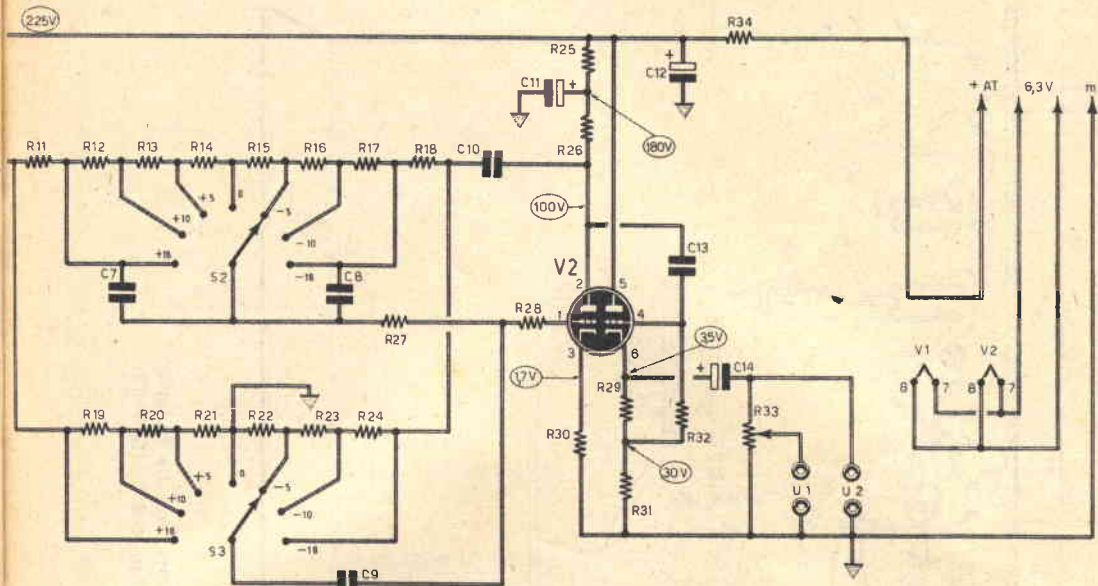 225V
R34
R25
C11 +
+ C12
+ AT 6,3V m
180V
R26
R11 R12 R13 R14 R15 R16 R17 R18 C10
100V
+5 0 -5
+10 -10
+18 -18
S2
C7 C8
C13
V2
2 5
1 4
3 6
R28
R27
1,7V
35V
+ C14
V1 V2
8 7 8 7
R19 R20 R21 R22 R23 R24
R29
R30
R32
R33
30V
R31
U1 U2
+5 0 -5
+10 -10
+18 -18
S3
C9